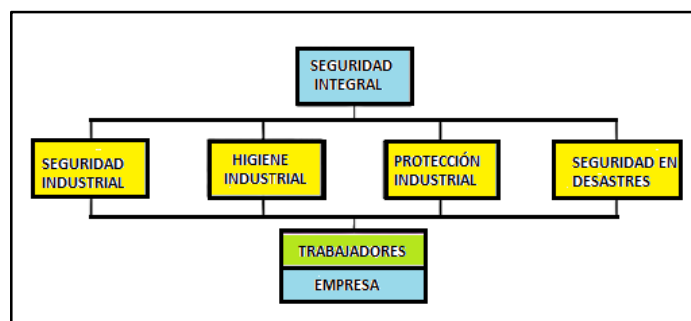 SEGURIDAD
INTEGRAL
SEGURIDAD
INDUSTRIAL
HIGIENE
INDUSTRIAL
PROTECCIÓN
INDUSTRIAL
SEGURIDAD EN
DESASTRES
TRABAJADORES
EMPRESA